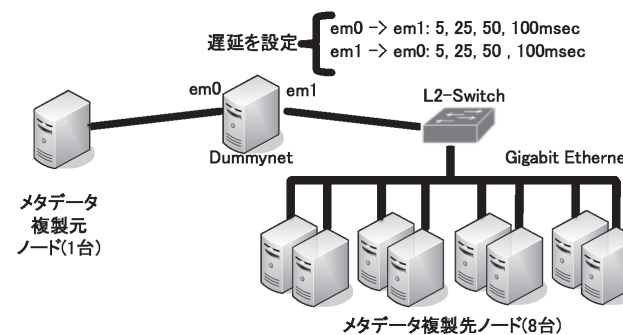 遅延を設定
em0 -> em1: 5, 25, 50, 100msec
em1 -> em0: 5, 25, 50 , 100msec
em0
em1
L2-Switch
Dummynet
Gigabit Etherne
メタデータ
複製元
ノード(1台)
メタデータ複製先ノード(8台)